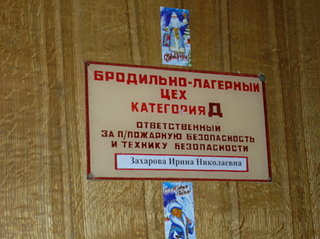 БРОДИЛЬНО-ЛАГЕРНЫЙ
ЦЕХ
КАТЕГОРИЯ Д
ОТВЕТСТВЕННЫЙ
ЗА П/ПОЖАРНУЮ БЕЗОПАСНОСТЬ
И ТЕХНИКУ БЕЗОПАСНОСТИ
Захарова Ирина Николаевна